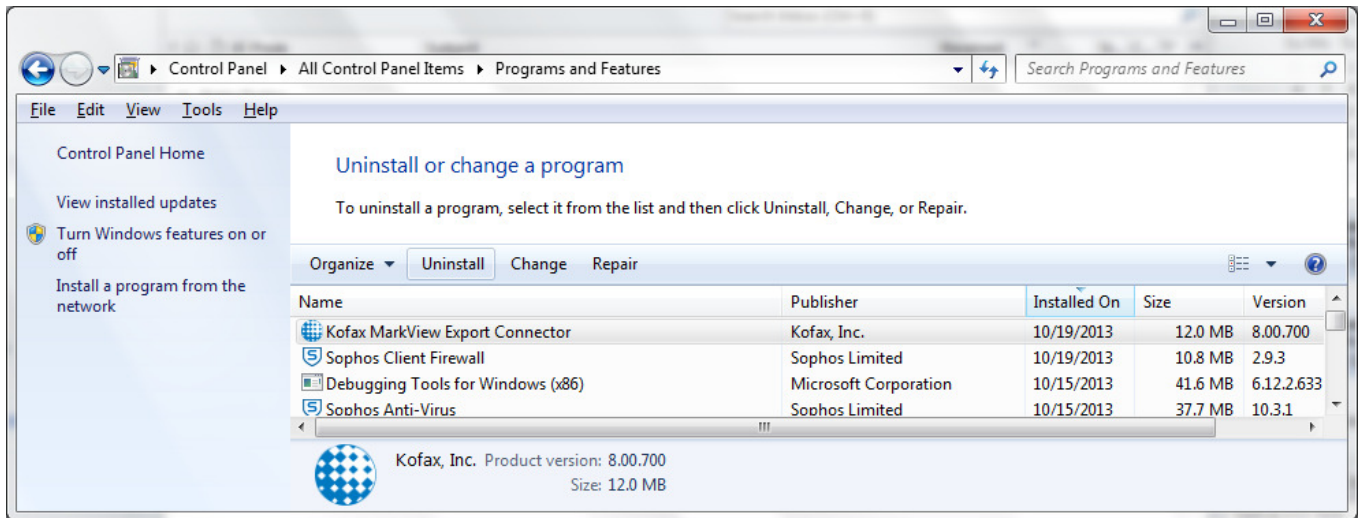 Control Panel All Control Panel Items Programs and Features Search Programs and Features
File Edit View Tools Help
Control Panel Home
View installed updates
Turn Windows features on or
off
Install a program from the
network
Uninstall or change a program
To uninstall a program, select it from the list and then click Uninstall, Change, or Repair.
Organize Uninstall Change Repair
Name Publisher Installed On Size Version
Kofax MarkView Export Connector Kofax, Inc. 10/19/2013 12.0 MB 8.00.700
Sophos Client Firewall Sophos Limited 10/19/2013 10.8 MB 2.9.3
Debugging Tools for Windows (x86) Microsoft Corporation 10/15/2013 41.6 MB 6.12.2.633
Sophos Anti-Virus Sophos Limited 10/15/2013 37.7 MB 10.3.1
Kofax, Inc. Product version: 8.00.700
Size: 12.0 MB